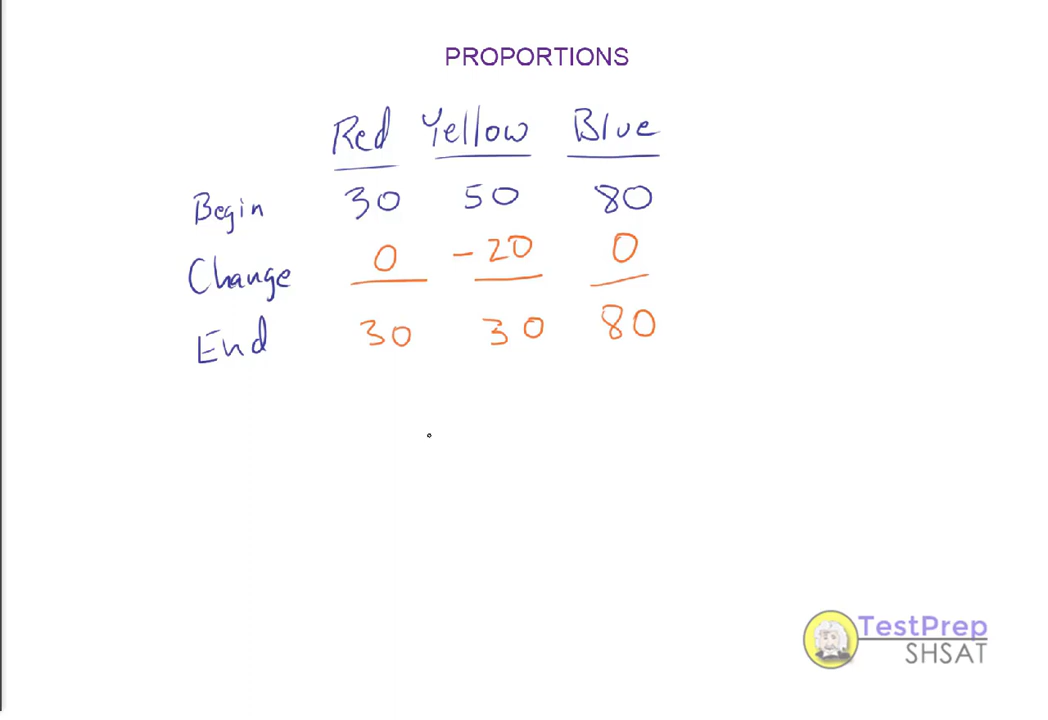 PROPORTIONS
Red Yellow Blue
Begin 30 50 80
Change 0 -20 0
End 30 30 80
TestPrep
SHSAT